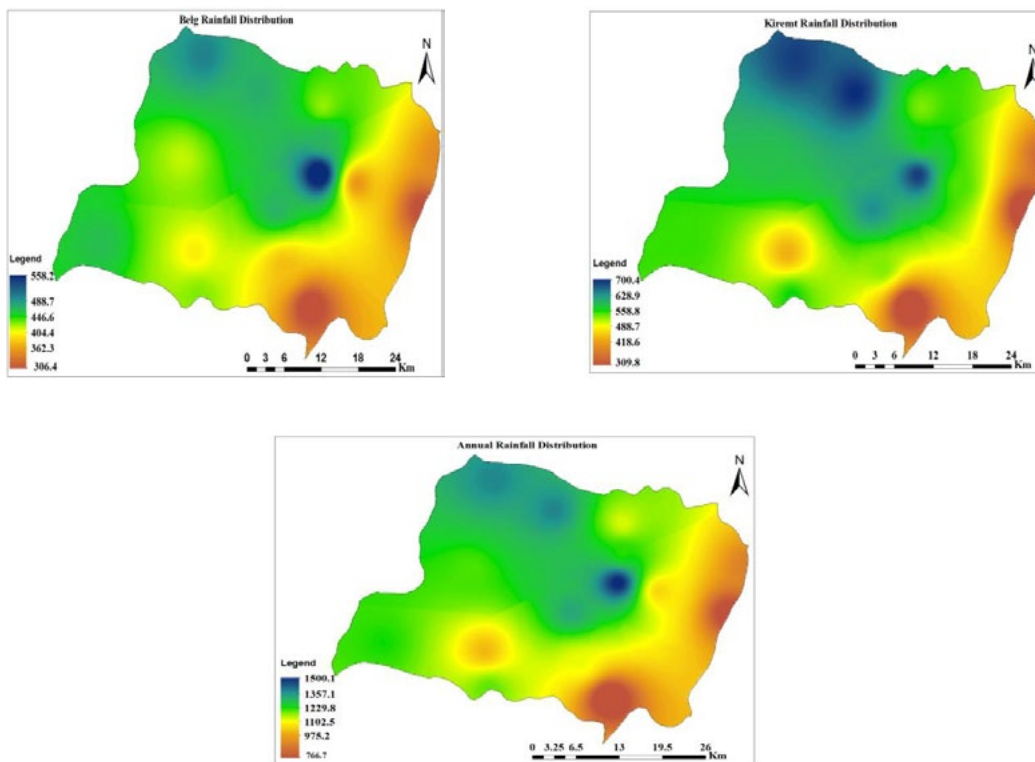 Belg Rainfall Distribution
N
Legend
558.2
488.7
446.6
404.4
362.3
306.4
0 3 6 12 18 24
Km
Kiremt Rainfall Distribution
N
Legend
700.4
628.9
558.8
488.7
418.6
309.8
0 3 6 12 18 24
Km
Annual Rainfall Distribution
N
Legend
1500.1
1357.1
1229.8
1102.5
975.2
766.7
0 3.25 6.5 13 19.5 26
Km